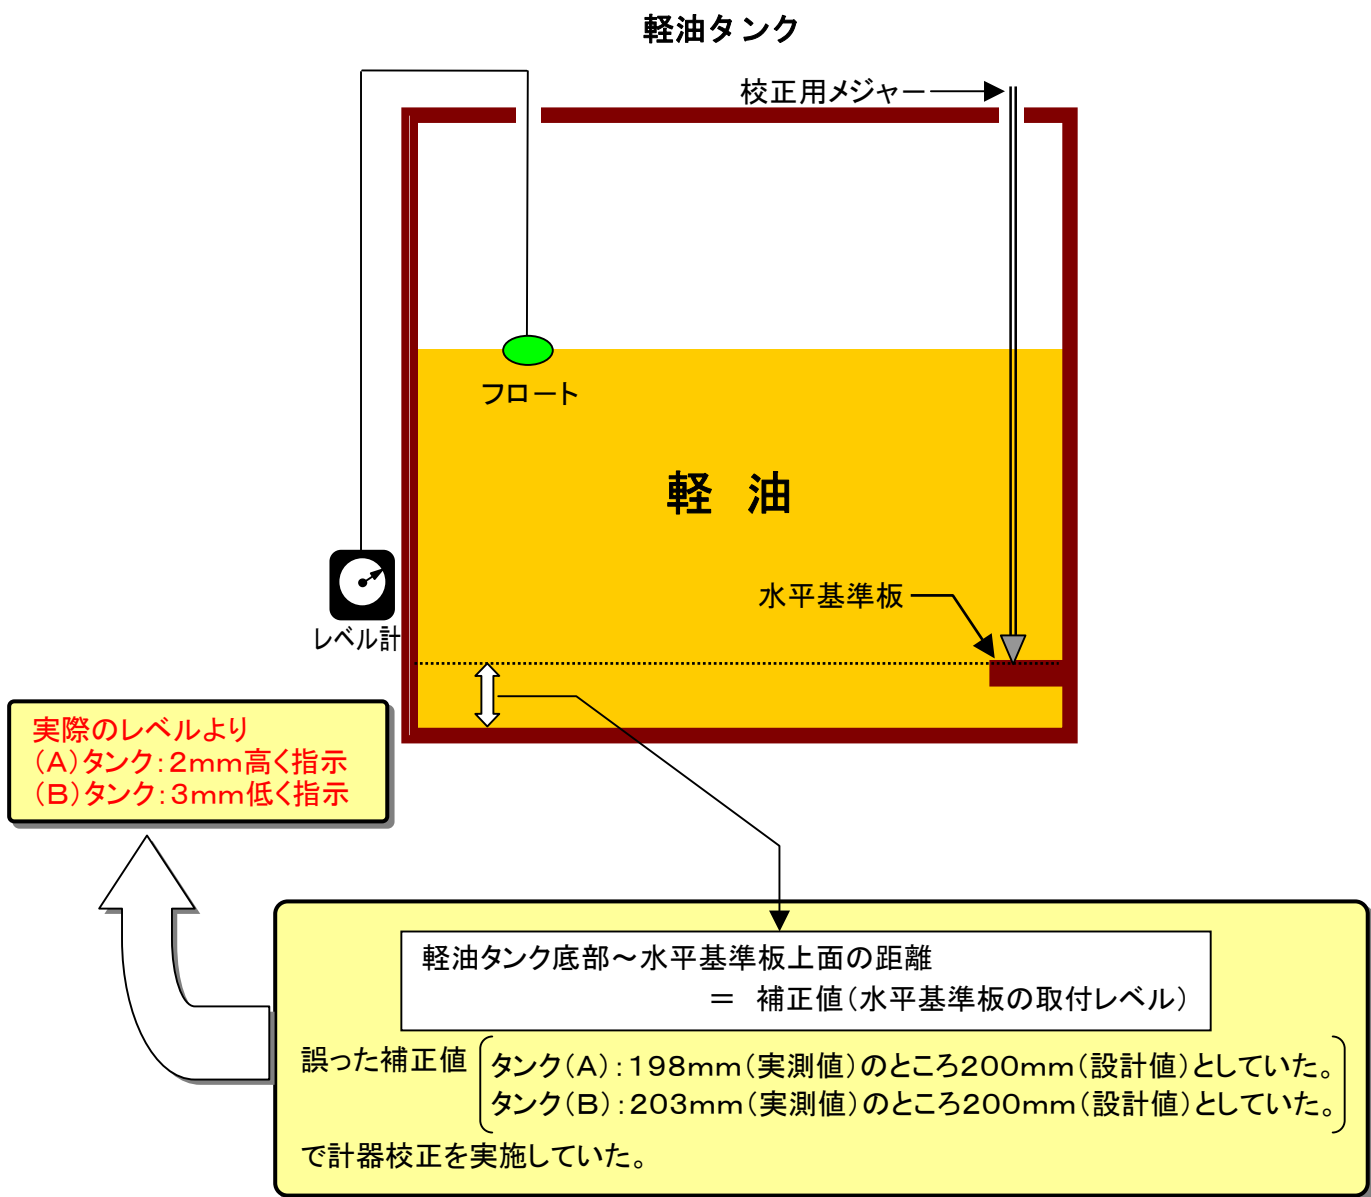 軽油タンク
校正用メジャー
フロート
軽　油
水平基準板
レベル計
実際のレベルより
（A）タンク：2mm高く指示
（B）タンク：3mm低く指示
軽油タンク底部～水平基準板上面の距離
＝　補正値（水平基準板の取付レベル）
誤った補正値
タンク（A）：198mm（実測値）のところ200mm（設計値）としていた。
タンク（B）：203mm（実測値）のところ200mm（設計値）としていた。
で計器校正を実施していた。